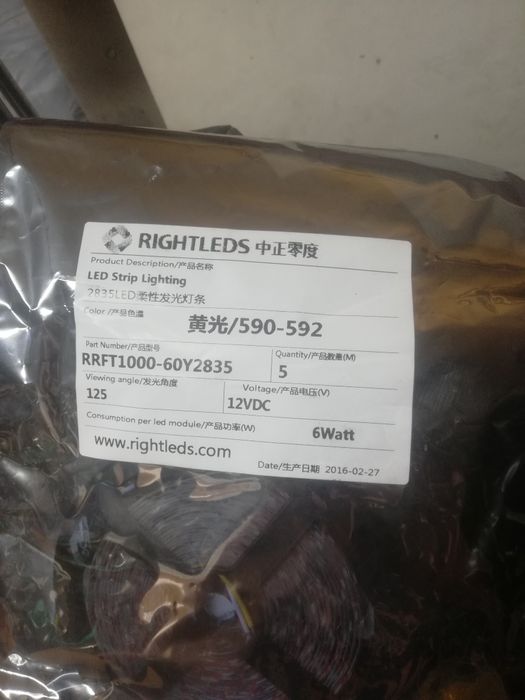 RIGHTLEDS 中正零度
Product Description/产品名称
LED Strip Lighting
2835LED柔性发光灯条
Color /产品色温
黄光/590-592
Part Number/产品型号
RRFT1000-60Y2835
Quantity/产品数量(M)
5
Viewing angle/发光角度
125
Voltage/产品电压(V)
12VDC
Consumption per led module/产品功率(W)
6Watt
www.rightleds.com
Date/生产日期 2016-02-27